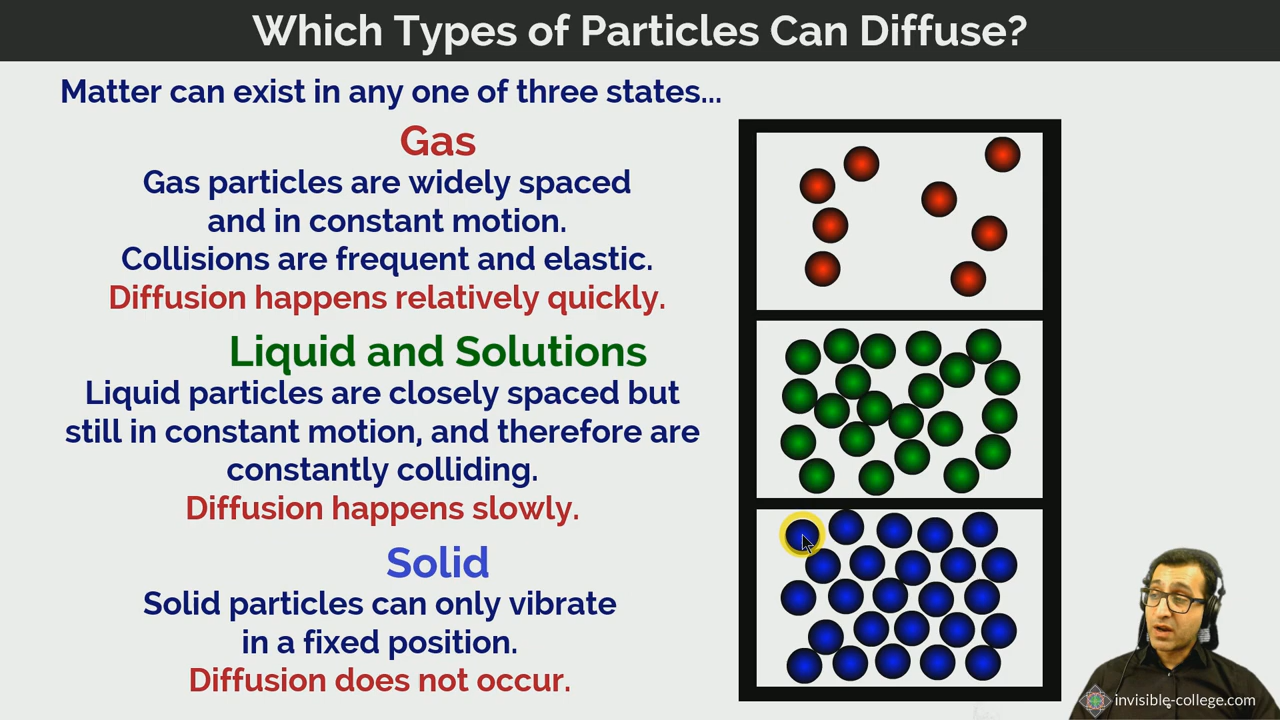 Which Types of Particles Can Diffuse?
Matter can exist in any one of three states...
Gas
Gas particles are widely spaced
and in constant motion.
Collisions are frequent and elastic.
Diffusion happens relatively quickly.
Liquid and Solutions
Liquid particles are closely spaced but
still in constant motion, and therefore are
constantly colliding.
Diffusion happens slowly.
Solid
Solid particles can only vibrate
in a fixed position.
Diffusion does not occur.
invisible-college.com